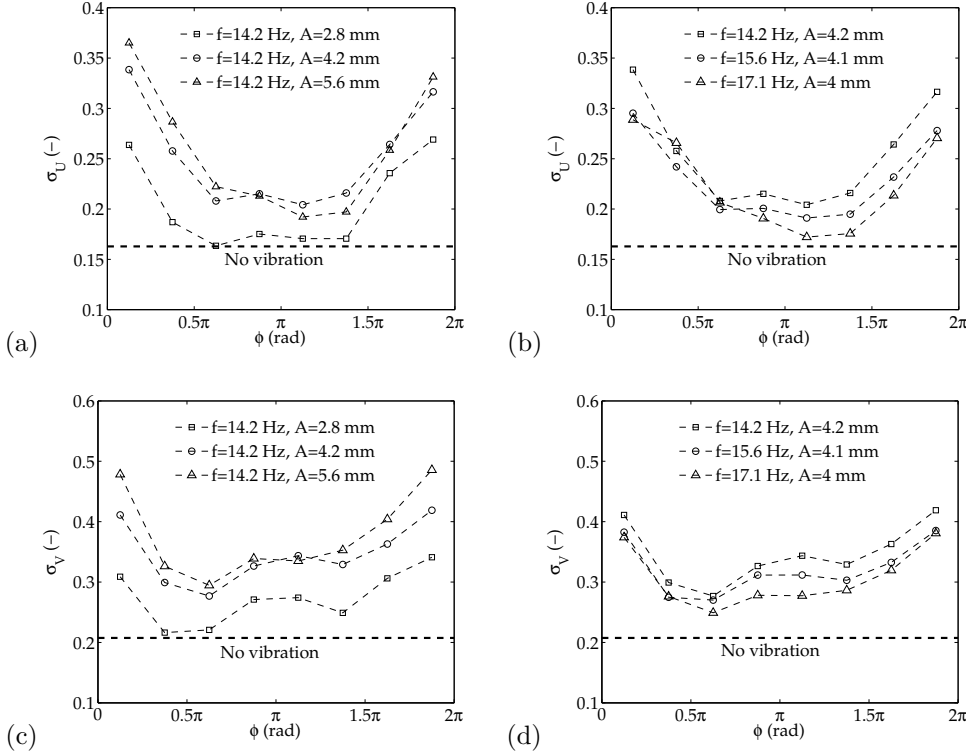 0.4
f=14.2 Hz, A=2.8 mm
f=14.2 Hz, A=4.2 mm
f=14.2 Hz, A=5.6 mm
0.35
0.3
0.25
0.2
0.15
0.1
σU (−)
No vibration
0 0.5π π 1.5π 2π
ϕ (rad)
(a)
0.4
f=14.2 Hz, A=4.2 mm
f=15.6 Hz, A=4.1 mm
f=17.1 Hz, A=4 mm
0.35
0.3
0.25
0.2
0.15
0.1
σU (−)
No vibration
0 0.5π π 1.5π 2π
ϕ (rad)
(b)
0.6
f=14.2 Hz, A=2.8 mm
f=14.2 Hz, A=4.2 mm
f=14.2 Hz, A=5.6 mm
0.5
0.4
0.3
0.2
0.1
σV (−)
No vibration
0 0.5π π 1.5π 2π
ϕ (rad)
(c)
0.6
f=14.2 Hz, A=4.2 mm
f=15.6 Hz, A=4.1 mm
f=17.1 Hz, A=4 mm
0.5
0.4
0.3
0.2
0.1
σV (−)
No vibration
0 0.5π π 1.5π 2π
ϕ (rad)
(d)